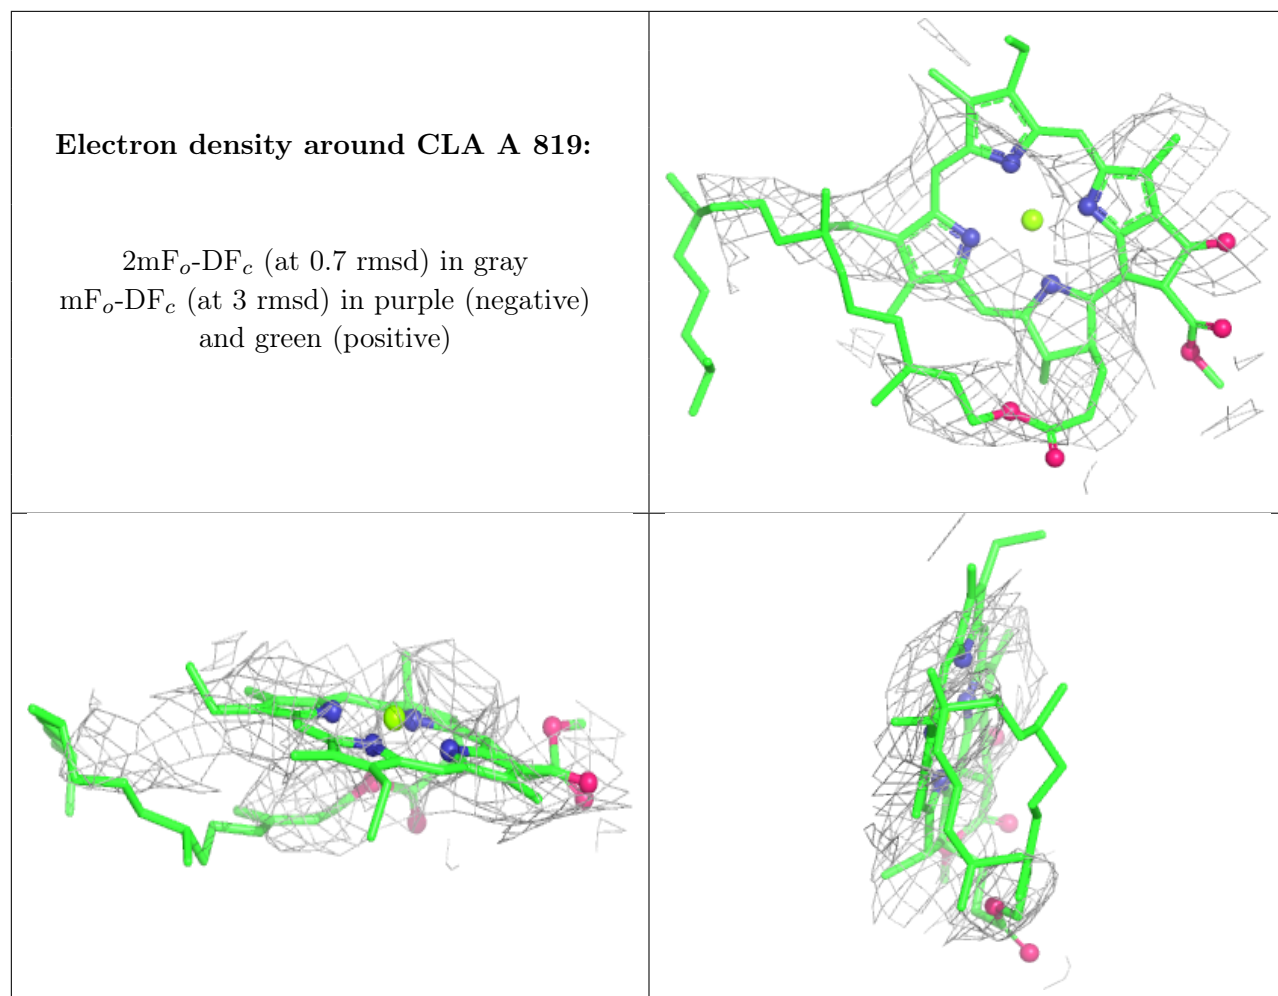 Electron density around CLA A 819:
2mFₒ-DF𝑐 (at 0.7 rmsd) in gray
mFₒ-DF𝑐 (at 3 rmsd) in purple (negative)
and green (positive)